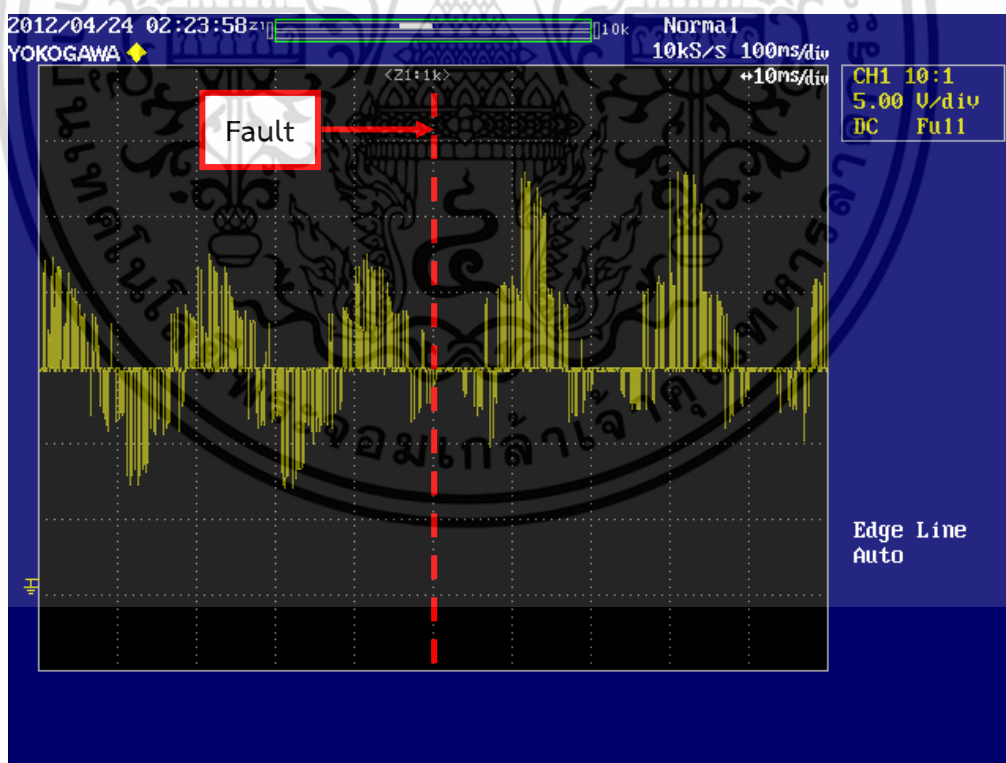 2012/04/24 02:23:58 Z1 10k Normal
YOKOGAWA 10kS/s 100ms/div
<Z1:1k> ↔10ms/div
CH1 10:1
5.00 V/div
DC Full
Fault
Edge Line
Auto